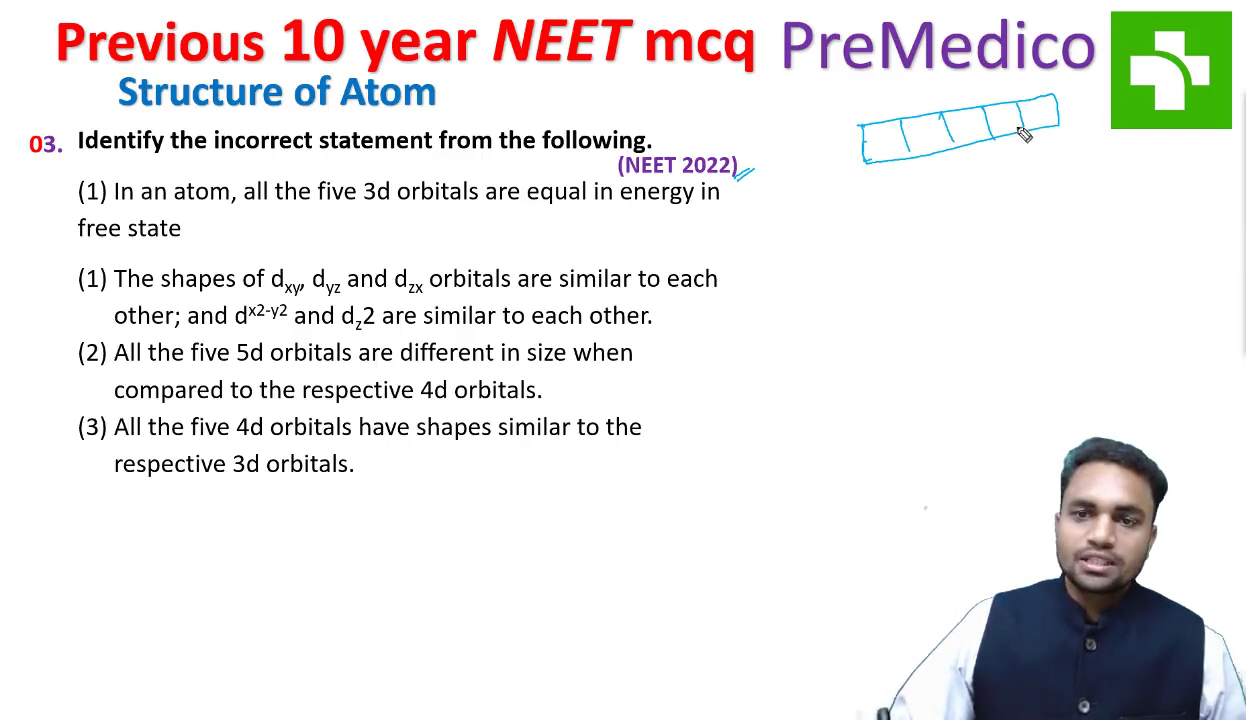 Previous 10 year NEET mcq PreMedico
Structure of Atom
03. Identify the incorrect statement from the following.
(NEET 2022)
(1) In an atom, all the five 3d orbitals are equal in energy in
free state
(1) The shapes of dxy, dyz and dzx orbitals are similar to each
other; and dx2-y2 and dz2 are similar to each other.
(2) All the five 5d orbitals are different in size when
compared to the respective 4d orbitals.
(3) All the five 4d orbitals have shapes similar to the
respective 3d orbitals.